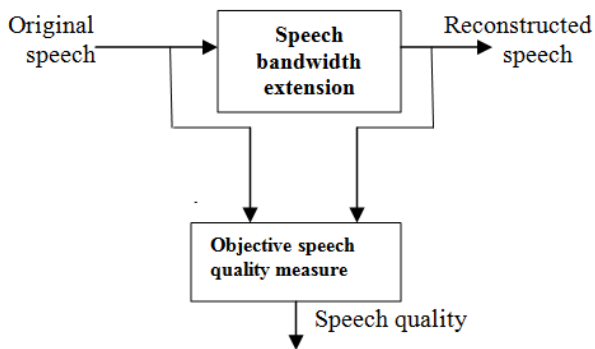 Original
speech
Speech
bandwidth
extension
Reconstructed
speech
Objective speech
quality measure
Speech quality